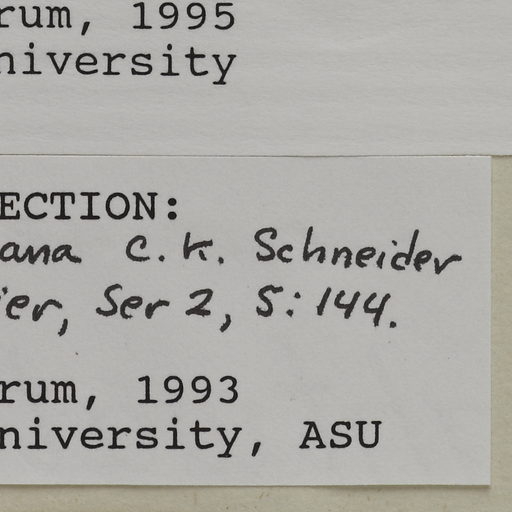 rum, 1995
niversity
ECTION:
ana C. K. Schneider
ier, Ser 2, 5:144.
rum, 1993
niversity, ASU